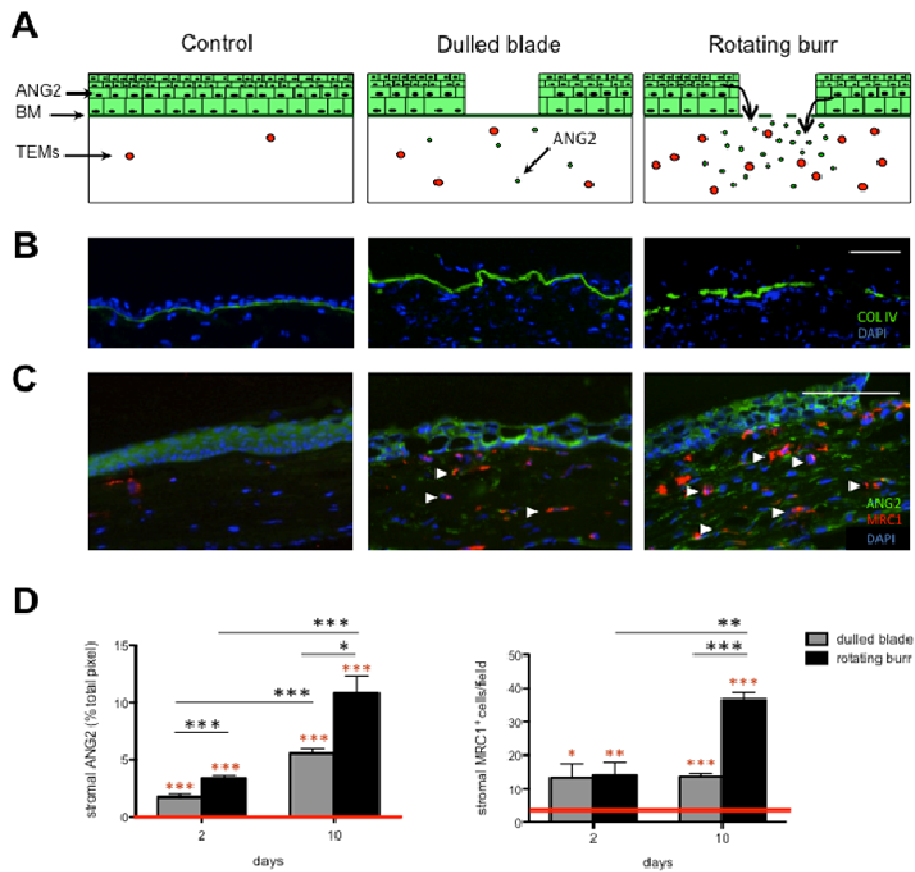 A
Control
Dulled blade
Rotating burr
ANG2
BM
TEMs
ANG2
B
COL IV
DAPI
C
ANG2
MRC1
DAPI
D
stromal ANG2 (% total pixel)
15
10
5
0
***
***
***
***
***
***
*
***
2
10
days
stromal MRC1+ cells/field
50
40
30
20
10
0
*
**
***
***
**
***
2
10
days
dulled blade
rotating burr